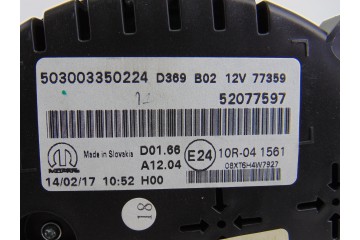 503003350224 D369 B02 12V 77359
52077597
Made in Slovakia D01.66 E24 10R-04 1561
A12.04
14/02/17 10:52 H00
18